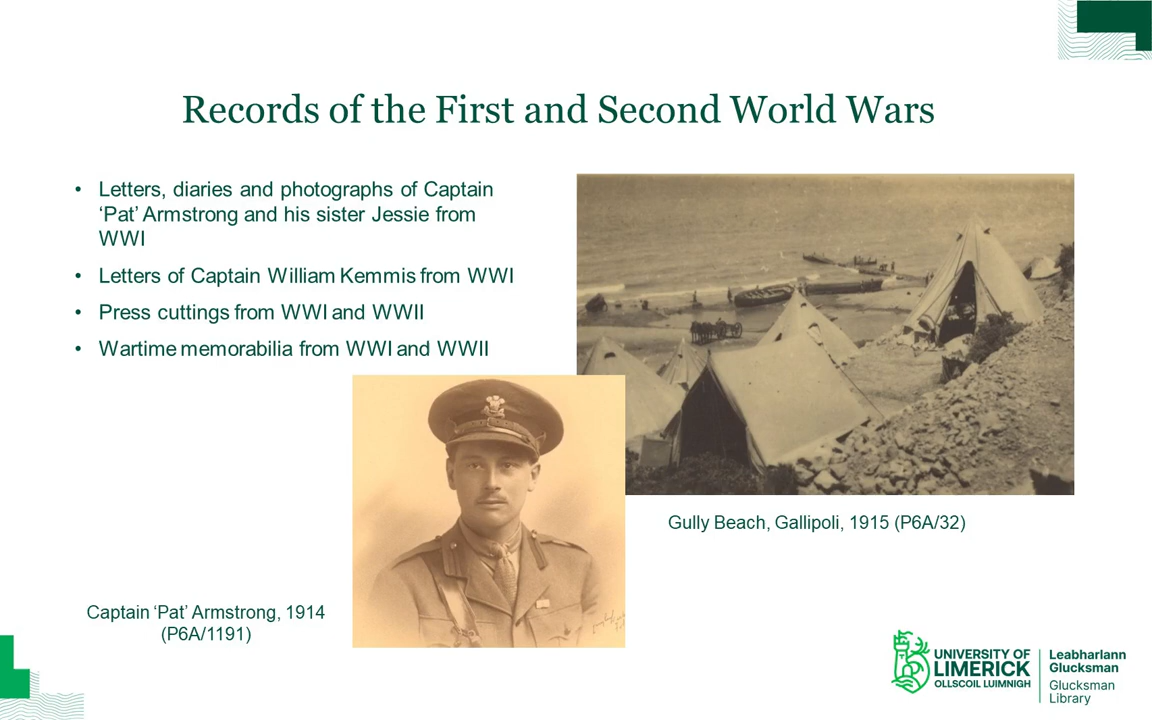 Records of the First and Second World Wars
• Letters, diaries and photographs of Captain
‘Pat’ Armstrong and his sister Jessie from
WWI
• Letters of Captain William Kemmis from WWI
• Press cuttings from WWI and WWII
• Wartime memorabilia from WWI and WWII
Gully Beach, Gallipoli, 1915 (P6A/32)
Captain ‘Pat’ Armstrong, 1914
(P6A/1191)
UNIVERSITY OF
LIMERICK
OLLSCOIL LUIMNIGH
Leabharlann
Glucksman
Glucksman
Library